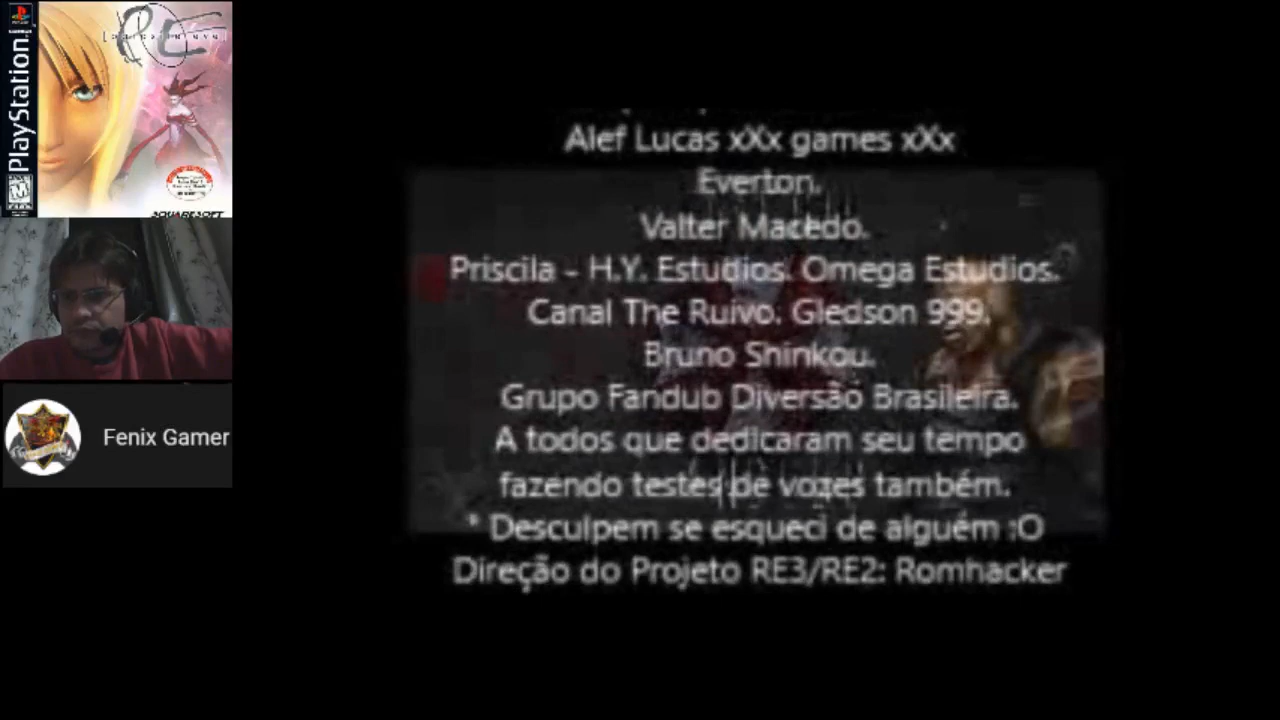 PlayStation
SQUARESOFT
Fenix Gamer
Alef Lucas xXx games xXx
Everton.
Valter Macedo.
Priscila - H.Y. Estudios. Omega Estudios.
Canal The Ruivo. Gledson 999.
Bruno Shinkou.
Grupo Fandub Diversão Brasileira.
A todos que dedicaram seu tempo
fazendo testes de vozes também.
* Desculpem se esqueci de alguém :O
Direção do Projeto RE3/RE2: Romhacker